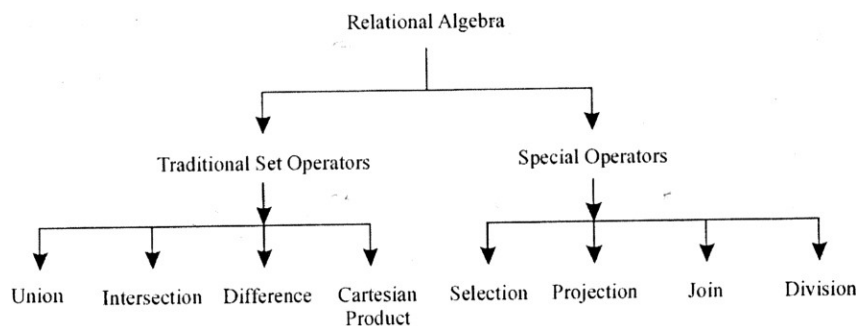 Relational Algebra
Traditional Set Operators
Special Operators
Union
Intersection
Difference
Cartesian
Product
Selection
Projection
Join
Division